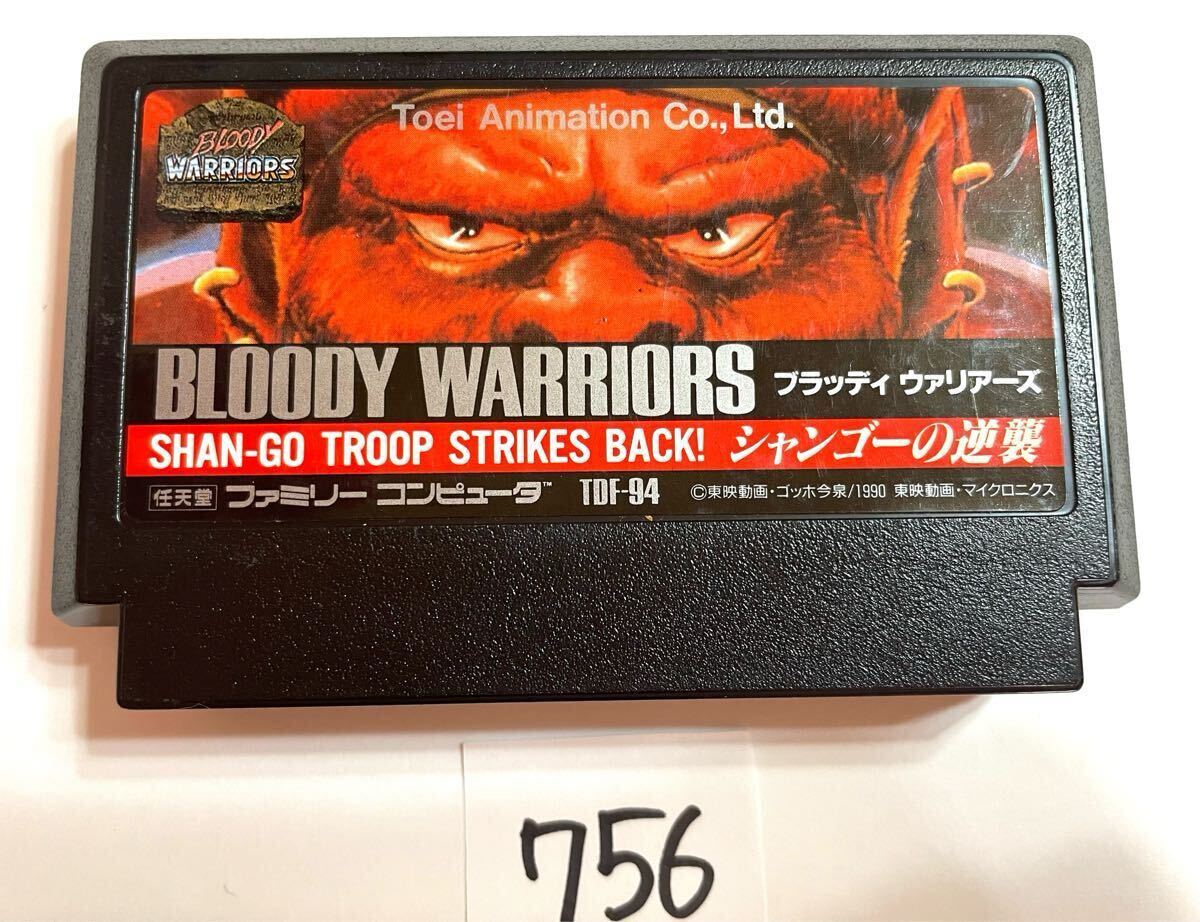 Toei Animation Co., Ltd.
BLOODY
WARRIORS
BLOODY WARRIORS ブラッディ ウァリアーズ
SHAN-GO TROOP STRIKES BACK! シャンゴーの逆襲
任天堂 ファミリー コンピュータ™ TDF-94 ©東映動画・ゴッホ今泉/1990 東映動画・マイクロニクス
756